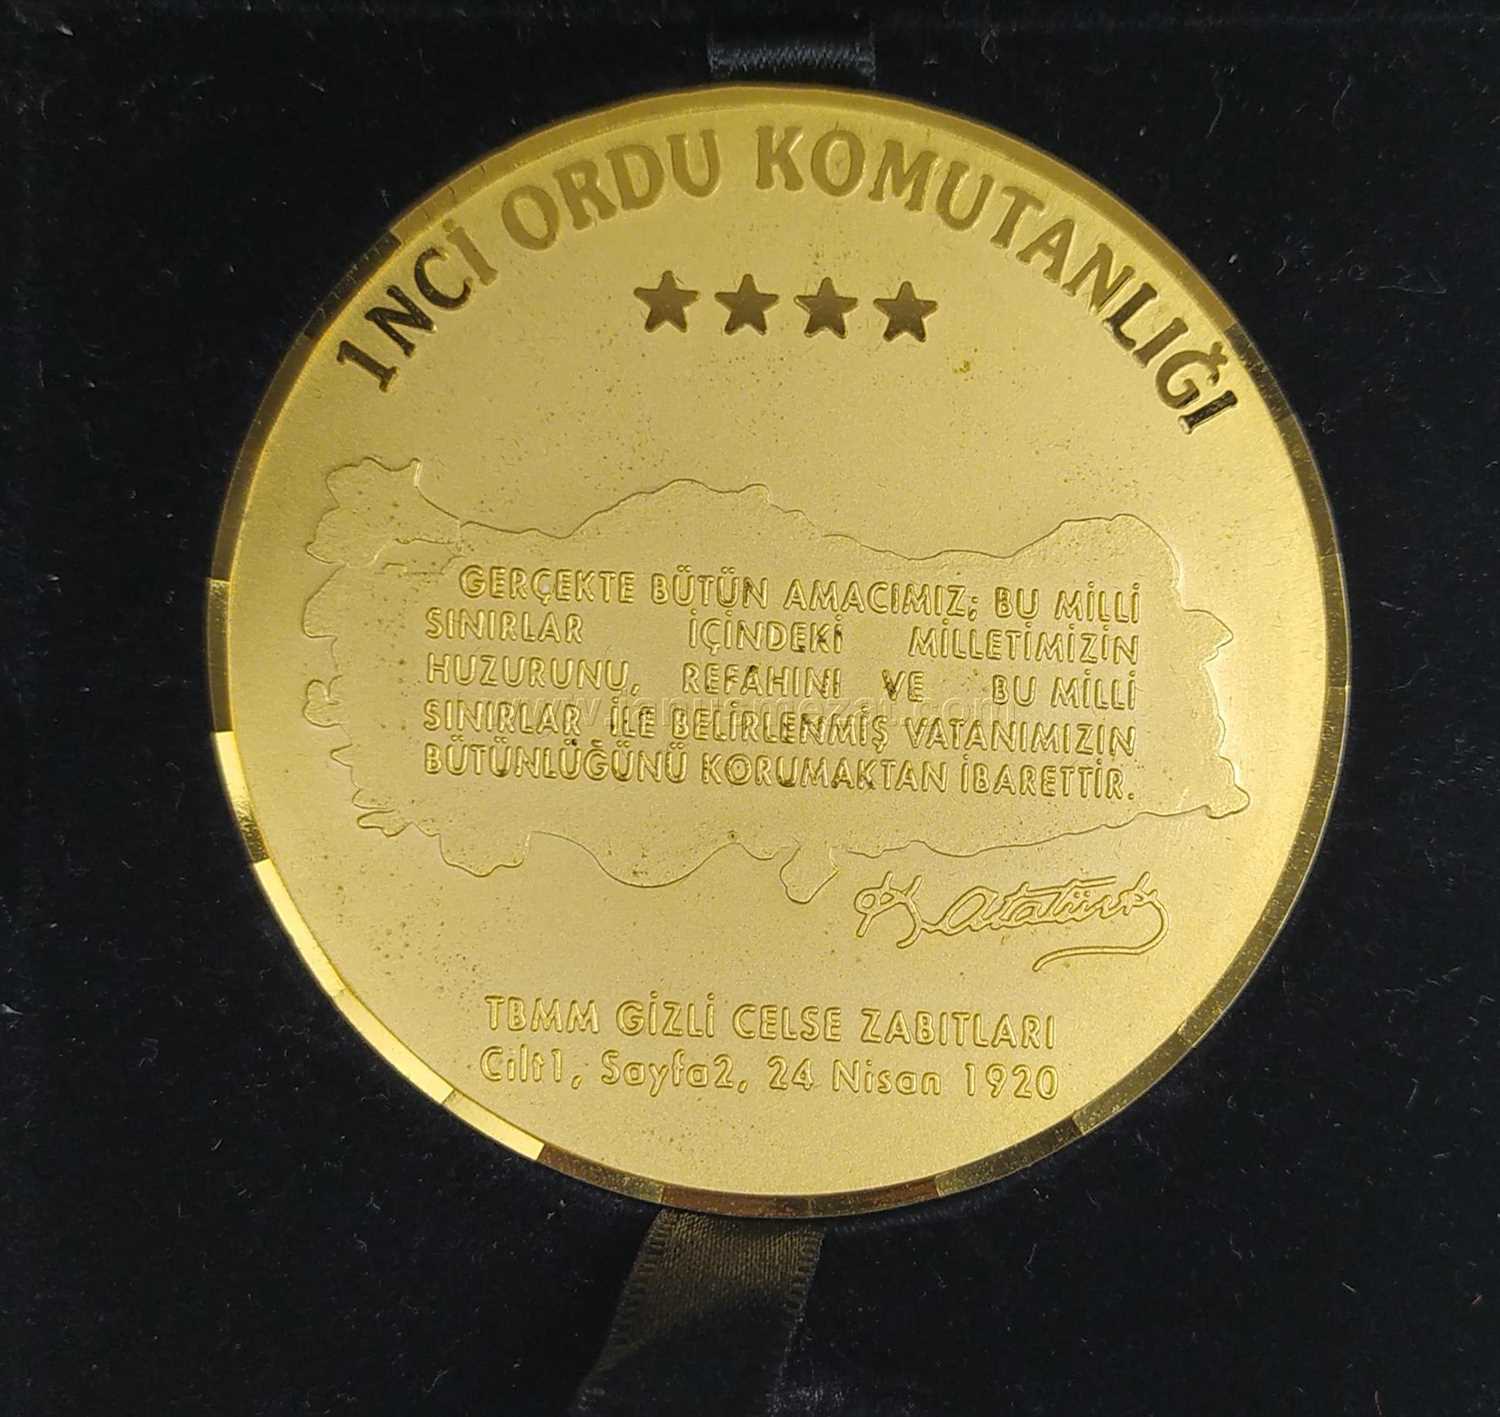 1NCİ ORDU KOMUTANLIĞI
GERÇEKTE BÜTÜN AMACIMIZ; BU MİLLİ
SINIRLAR İÇİNDEKİ MİLLETİMİZİN
HUZURUNU, REFAHINI VE BU MİLLİ
SINIRLAR İLE BELİRLENMİŞ VATANIMIZIN
BÜTÜNLÜĞÜNÜ KORUMAKTAN İBARETTİR.
K. Atatürk
TBMM GİZLİ CELSE ZABITLARI
Cilt1, Sayfa2, 24 Nisan 1920